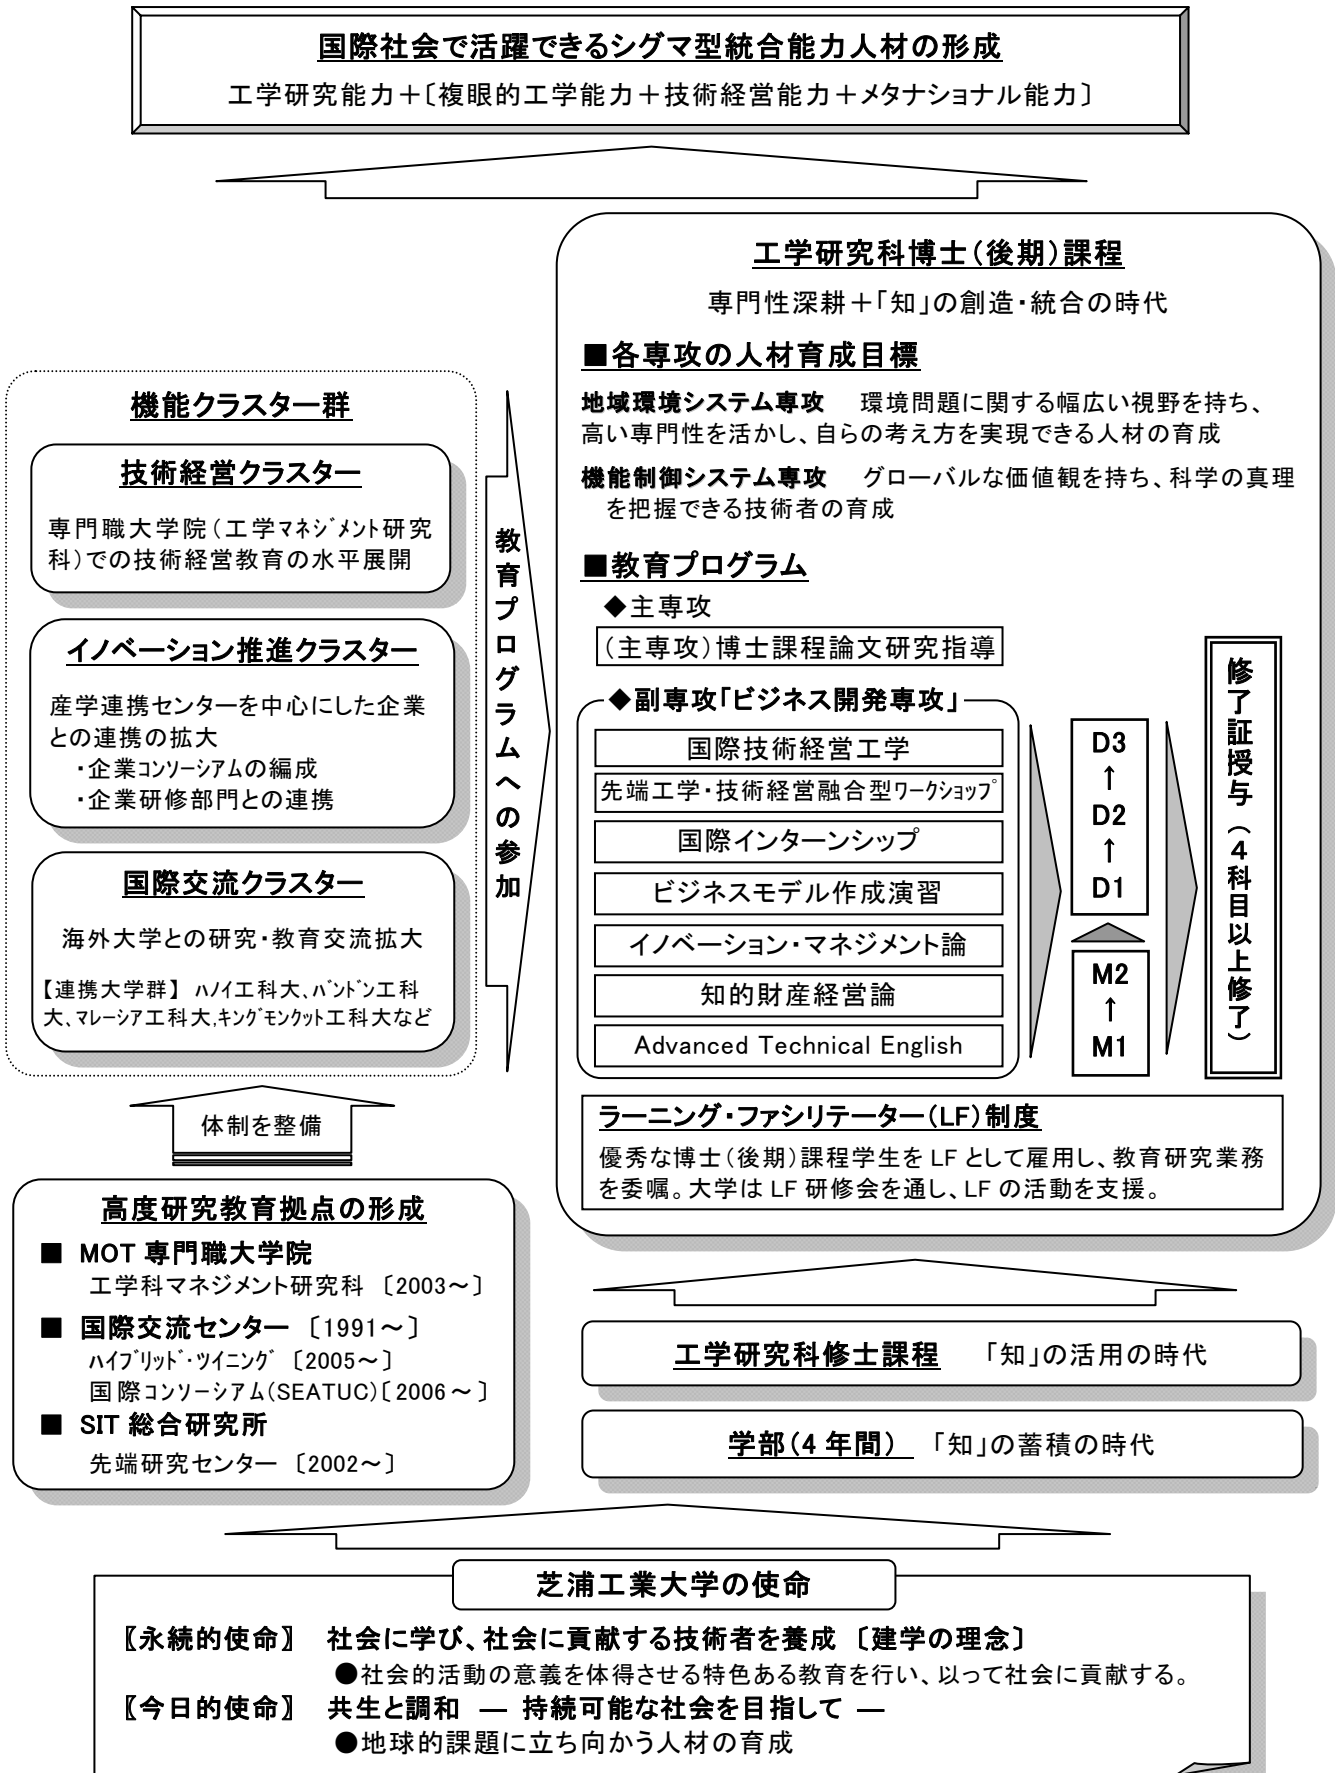 国際社会で活躍できるシグマ型統合能力人材の形成
工学研究能力＋〔複眼的工学能力＋技術経営能力＋メタナショナル能力〕
機能クラスター群
技術経営クラスター
専門職大学院（工学ﾏﾈｼﾞﾒﾝﾄ研究
科）での技術経営教育の水平展開
イノベーション推進クラスター
産学連携センターを中心にした企業
との連携の拡大
・企業ｺﾝｿｰｼｱﾑの編成
・企業研修部門との連携
国際交流クラスター
海外大学との研究・教育交流拡大
【連携大学群】 ﾊﾉｲ工科大、ﾊﾞﾝﾄﾞﾝ工科
大、ﾏﾚｰｼｱ工科大,ｷﾝｸﾞﾓﾝｸｯﾄ工科大など
教育プログラムへの参加
体制を整備
高度研究教育拠点の形成
■ MOT 専門職大学院
工学科マネジメント研究科 〔2003～〕
■ 国際交流センター 〔1991～〕
ﾊｲﾌﾞﾘｯﾄﾞ・ﾂｲﾆﾝｸﾞ 〔2005～〕
国際ｺﾝｿｰｼｱﾑ(SEATUC)〔2006～〕
■ SIT 総合研究所
先端研究センター 〔2002～〕
工学研究科博士（後期）課程
専門性深耕＋「知」の創造・統合の時代
■各専攻の人材育成目標
地域環境システム専攻 環境問題に関する幅広い視野を持ち、
高い専門性を活かし、自らの考え方を実現できる人材の育成
機能制御システム専攻 グローバルな価値観を持ち、科学の真理
を把握できる技術者の育成
■教育プログラム
◆主専攻
（主専攻）博士課程論文研究指導
◆副専攻「ビジネス開発専攻」
国際技術経営工学
先端工学・技術経営融合型ﾜｰｸｼｮｯﾌﾟ
国際インターンシップ
ビジネスモデル作成演習
イノベーション・マネジメント論
知的財産経営論
Advanced Technical English
D3
↑
D2
↑
D1
M2
↑
M1
修了証授与（４科目以上修了）
ラーニング・ファシリテーター（LF）制度
優秀な博士（後期）課程学生を LF として雇用し、教育研究業務
を委嘱。大学は LF 研修会を通し、LF の活動を支援。
工学研究科修士課程 「知」の活用の時代
学部（4 年間） 「知」の蓄積の時代
芝浦工業大学の使命
〖永続的使命〗 社会に学び、社会に貢献する技術者を養成 〔建学の理念〕
●社会的活動の意義を体得させる特色ある教育を行い、以って社会に貢献する。
〖今日的使命〗 共生と調和 ― 持続可能な社会を目指して ―
●地球的課題に立ち向かう人材の育成